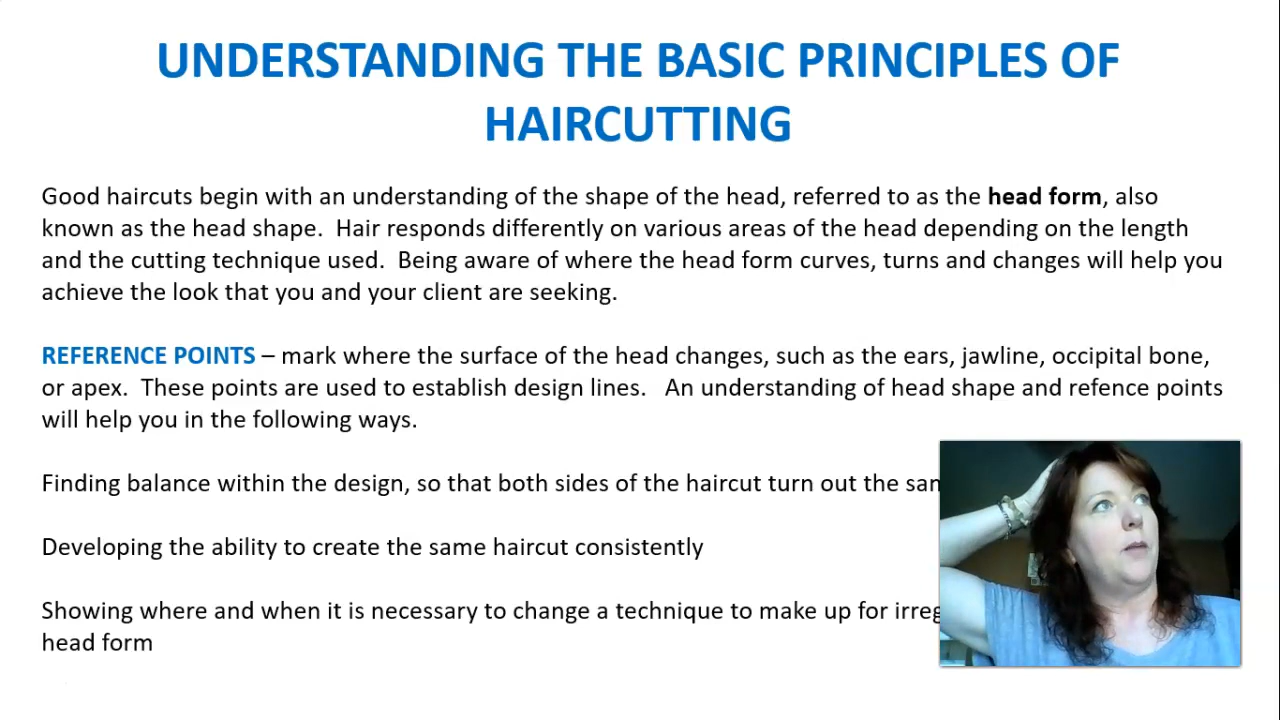 UNDERSTANDING THE BASIC PRINCIPLES OF
HAIRCUTTING
Good haircuts begin with an understanding of the shape of the head, referred to as the head form, also
known as the head shape.  Hair responds differently on various areas of the head depending on the length
and the cutting technique used.  Being aware of where the head form curves, turns and changes will help you
achieve the look that you and your client are seeking.
REFERENCE POINTS – mark where the surface of the head changes, such as the ears, jawline, occipital bone,
or apex.  These points are used to establish design lines.   An understanding of head shape and refence points
will help you in the following ways.
Finding balance within the design, so that both sides of the haircut turn out the
Developing the ability to create the same haircut consistently
Showing where and when it is necessary to change a technique to make up for
head form